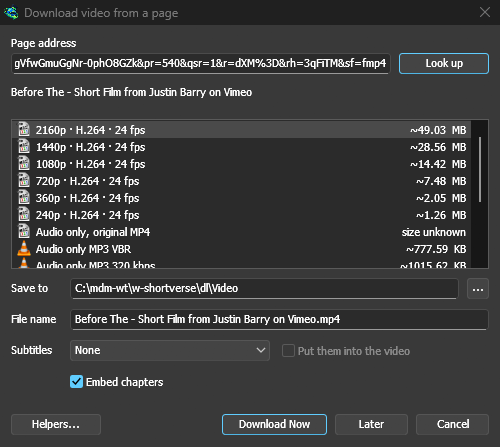 Download video from a page
Page address
gVfwGmuGgNr-0phO8GZk&pr=540&qsr=1&r=dXM%3D&rh=3qFiTM&sf=fmp4
Look up
Before The - Short Film from Justin Barry on Vimeo
2160p · H.264 · 24 fps ~49.03 MB
1440p · H.264 · 24 fps ~28.56 MB
1080p · H.264 · 24 fps ~14.42 MB
720p · H.264 · 24 fps ~7.48 MB
360p · H.264 · 24 fps ~2.05 MB
240p · H.264 · 24 fps ~1.26 MB
Audio only, original MP4 size unknown
Audio only MP3 VBR ~777.59 KB
Audio only MP3 320 kbps ~1015.62 KB
Save to C:\mdm-wt\w-shortverse\dl\Video ...
File name Before The - Short Film from Justin Barry on Vimeo.mp4
Subtitles None Put them into the video
Embed chapters
Helpers... Download Now Later Cancel